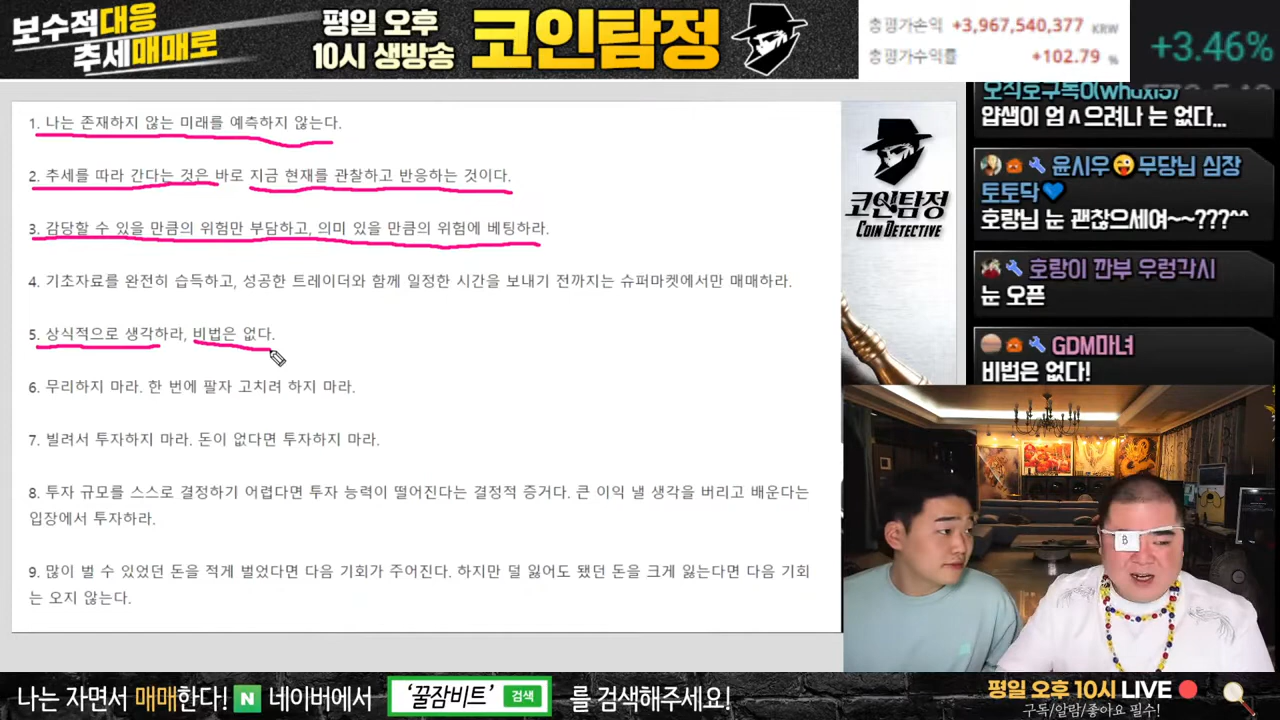 보수적대응
추세매매로
평일 오후
10시 생방송
코인탐정
총평가손익 +3,967,540,377 KRW
총평가수익률 +102.79 %
+3.46%
1. 나는 존재하지 않는 미래를 예측하지 않는다.
2. 추세를 따라 간다는 것은 바로 지금 현재를 관찰하고 반응하는 것이다.
3. 감당할 수 있을 만큼의 위험만 부담하고, 의미 있을 만큼의 위험에 베팅하라.
4. 기초자료를 완전히 습득하고, 성공한 트레이더와 함께 일정한 시간을 보내기 전까지는 슈퍼마켓에서만 매매하라.
5. 상식적으로 생각하라, 비법은 없다.
6. 무리하지 마라. 한 번에 팔자 고치려 하지 마라.
7. 빌려서 투자하지 마라. 돈이 없다면 투자하지 마라.
8. 투자 규모를 스스로 결정하기 어렵다면 투자 능력이 떨어진다는 결정적 증거다. 큰 이익 낼 생각을 버리고 배운다는
입장에서 투자하라.
9. 많이 벌 수 있었던 돈을 적게 벌었다면 다음 기회가 주어진다. 하지만 덜 잃어도 됐던 돈을 크게 잃는다면 다음 기회
는 오지 않는다.
코인탐정
COIN DETECTIVE
얍샙이 엄ㅅ으려나 는 없다...
윤시우😜무당님 심장
토토닥💙
호랑님 눈 괜찮으세여~~???^^
호랑이 깐부 우렁각시
눈 오픈
GDM마녀
비법은 없다!
B
나는 자면서 매매한다! N 네이버에서 '꿀잠비트' 검색 를 검색해주세요!
평일 오후 10시 LIVE
구독/알람/좋아요 필수!